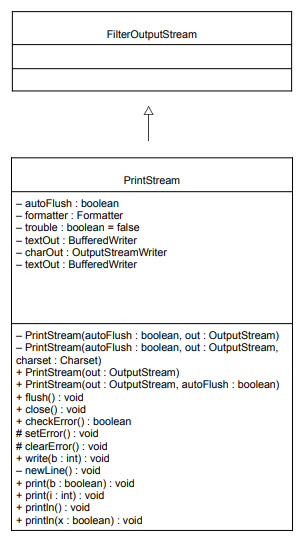 FilterOutputStream
PrintStream
– autoFlush : boolean
– formatter : Formatter
– trouble : boolean = false
– textOut : BufferedWriter
– charOut : OutputStreamWriter
– textOut : BufferedWriter
– PrintStream(autoFlush : boolean, out : OutputStream)
– PrintStream(autoFlush : boolean, out : OutputStream,
charset : Charset)
+ PrintStream(out : OutputStream)
+ PrintStream(out : OutputStream, autoFlush : boolean)
+ flush() : void
+ close() : void
+ checkError() : boolean
# setError() : void
# clearError() : void
+ write(b : int) : void
– newLine() : void
+ print(b : boolean) : void
+ print(i : int) : void
+ println() : void
+ println(x : boolean) : void